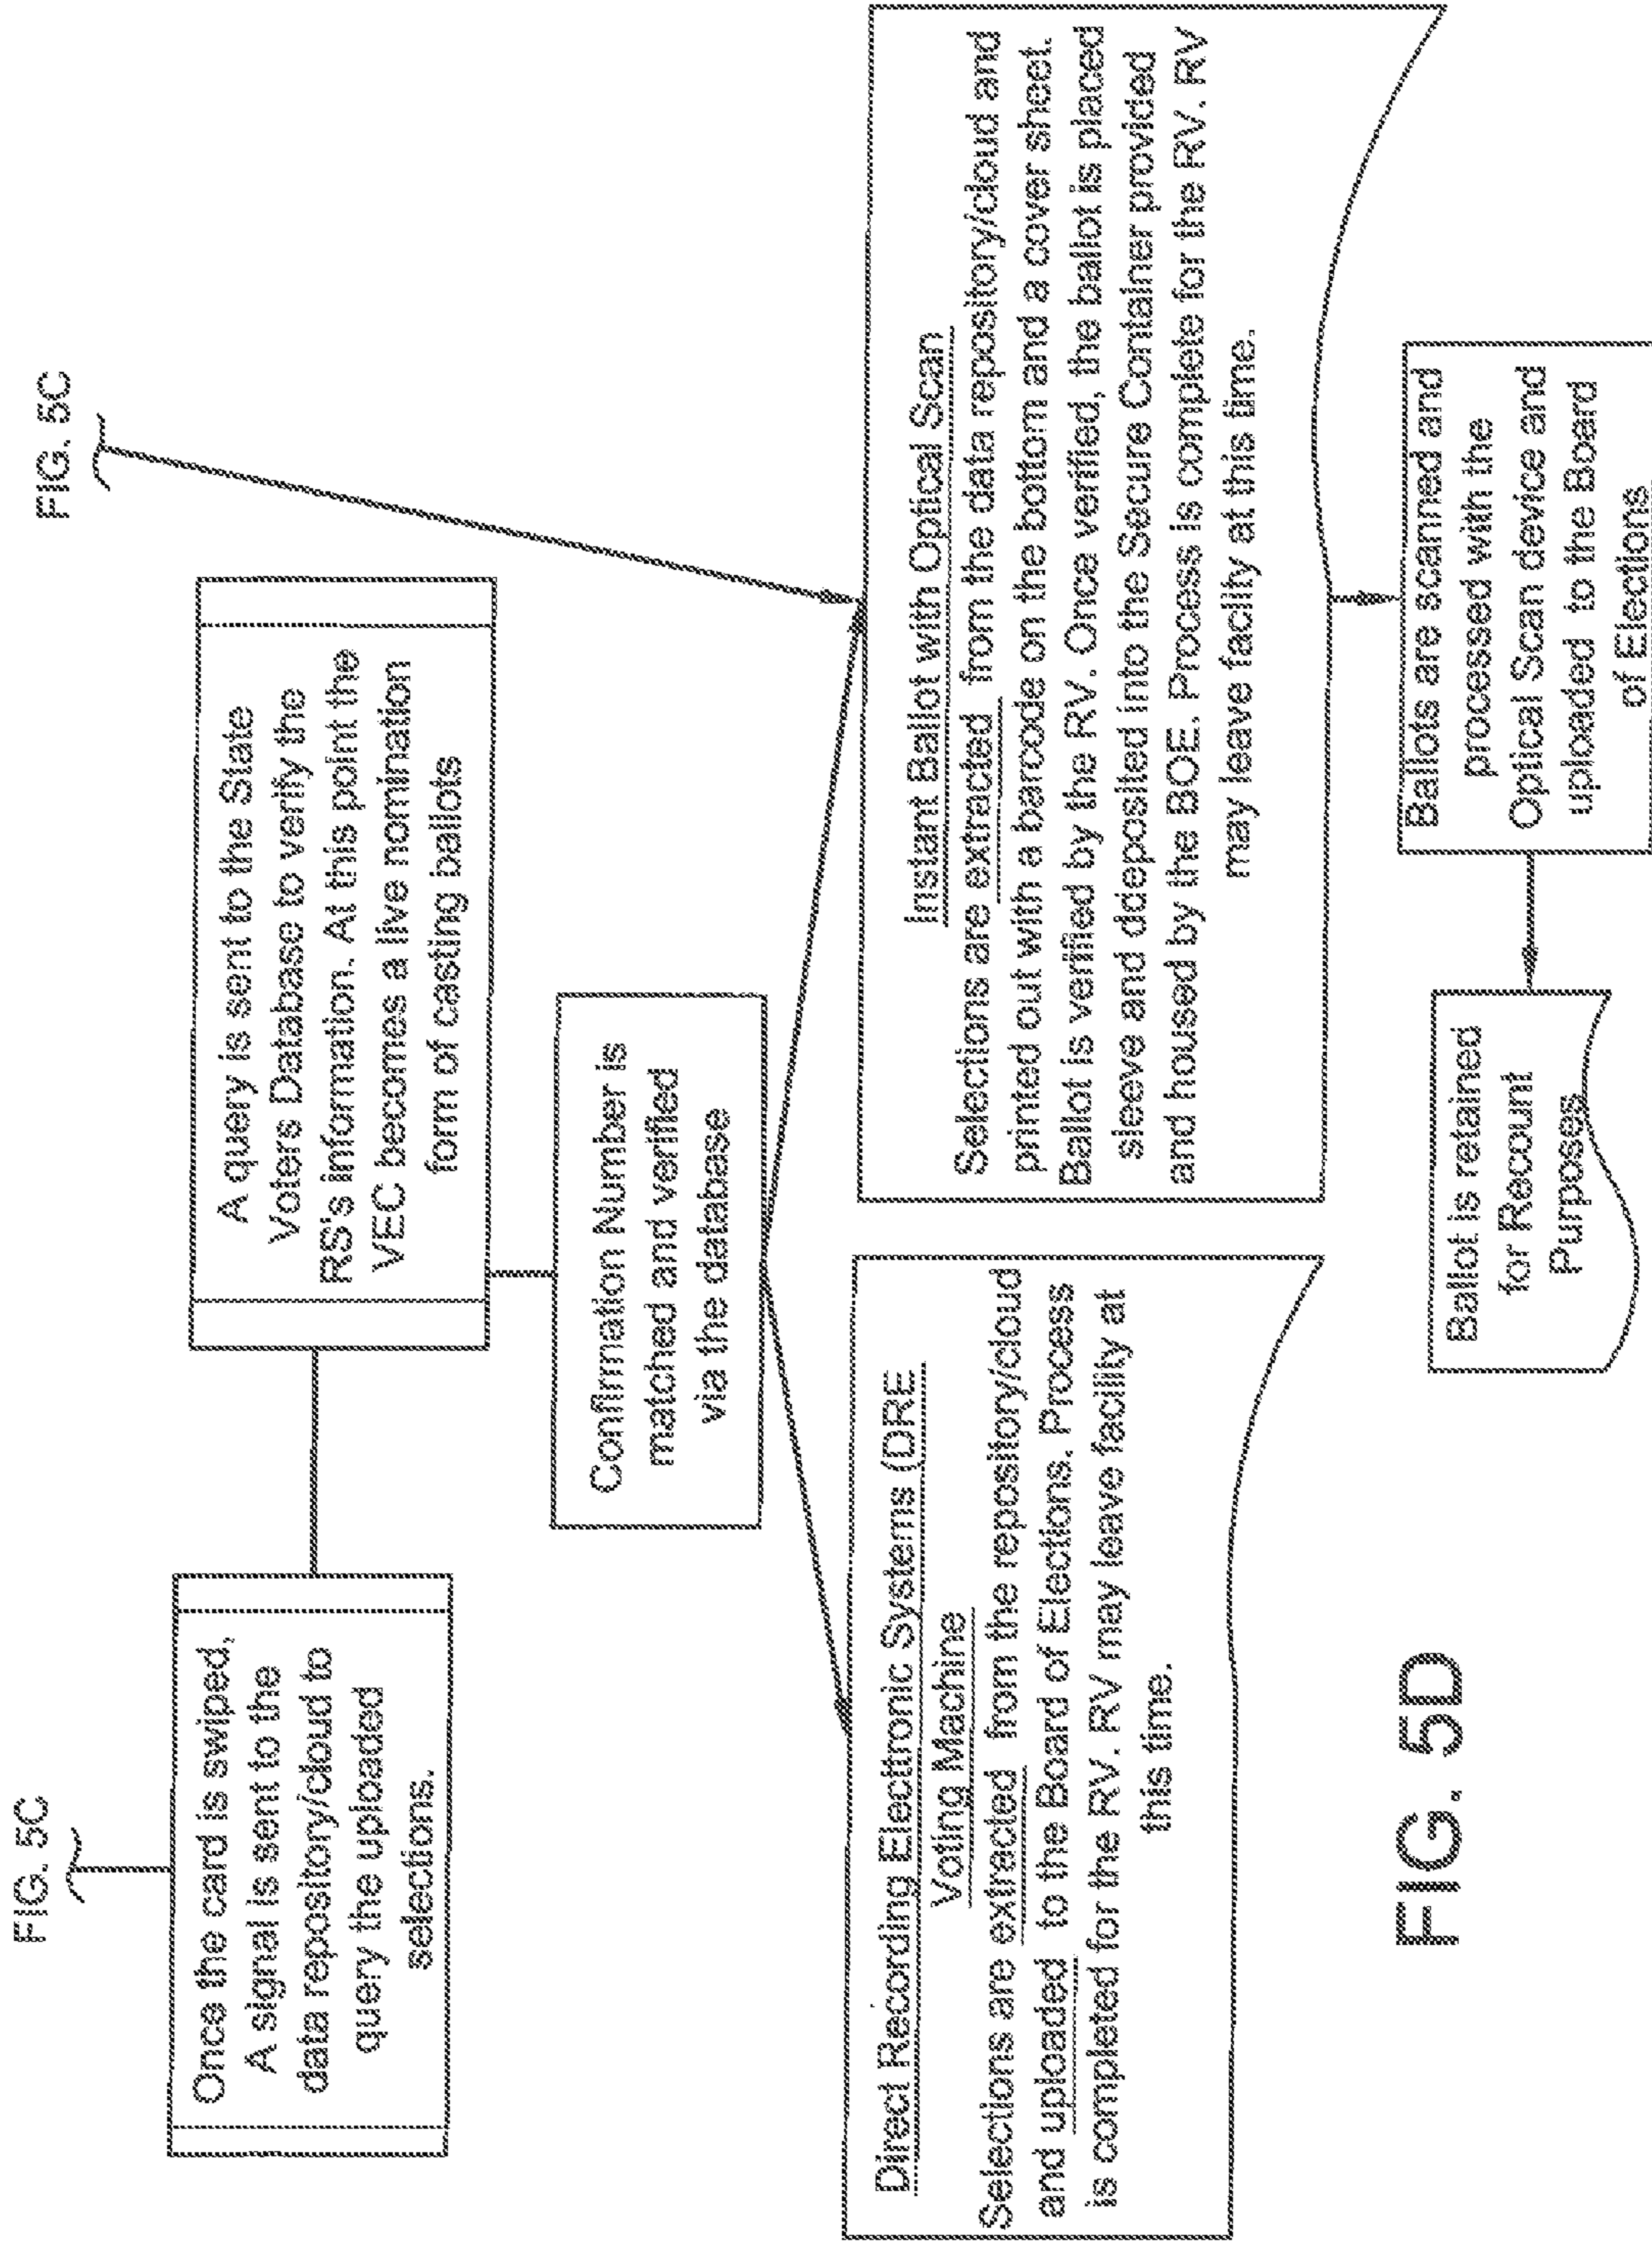 FIG. 5C
Once the card is swiped,
A signal is sent to the
data repository/cloud to
query the uploaded
selections.
A query is sent to the State
Voters Database to verify the
RS's information. At this point the
VEC becomes a live nomination
form of casting ballots
FIG. 5C
Confirmation Number is
matched and verified
via the database
Direct Recording Electronic Systems (DRE
Voting Machine
Selections are extracted from the repository/cloud
and uploaded to the Board of Elections. Process
is completed for the RV. RV may leave facility at
this time.
Instant Ballot with Optical Scan
Selections are extracted from the data repository/cloud and
printed out with a barcode on the bottom and a cover sheet.
Ballot is verified by the RV. Once verified, the ballot is placed
sleeve and ddeposited into the Secure Container provided
and housed by the BOE. Process is complete for the RV. RV
may leave facility at this time.
Ballot is retained
for Recount
Purposes
Ballots are scanned and
processed with the
Optical Scan device and
uploaded to the Board
of Elections
FIG. 5D